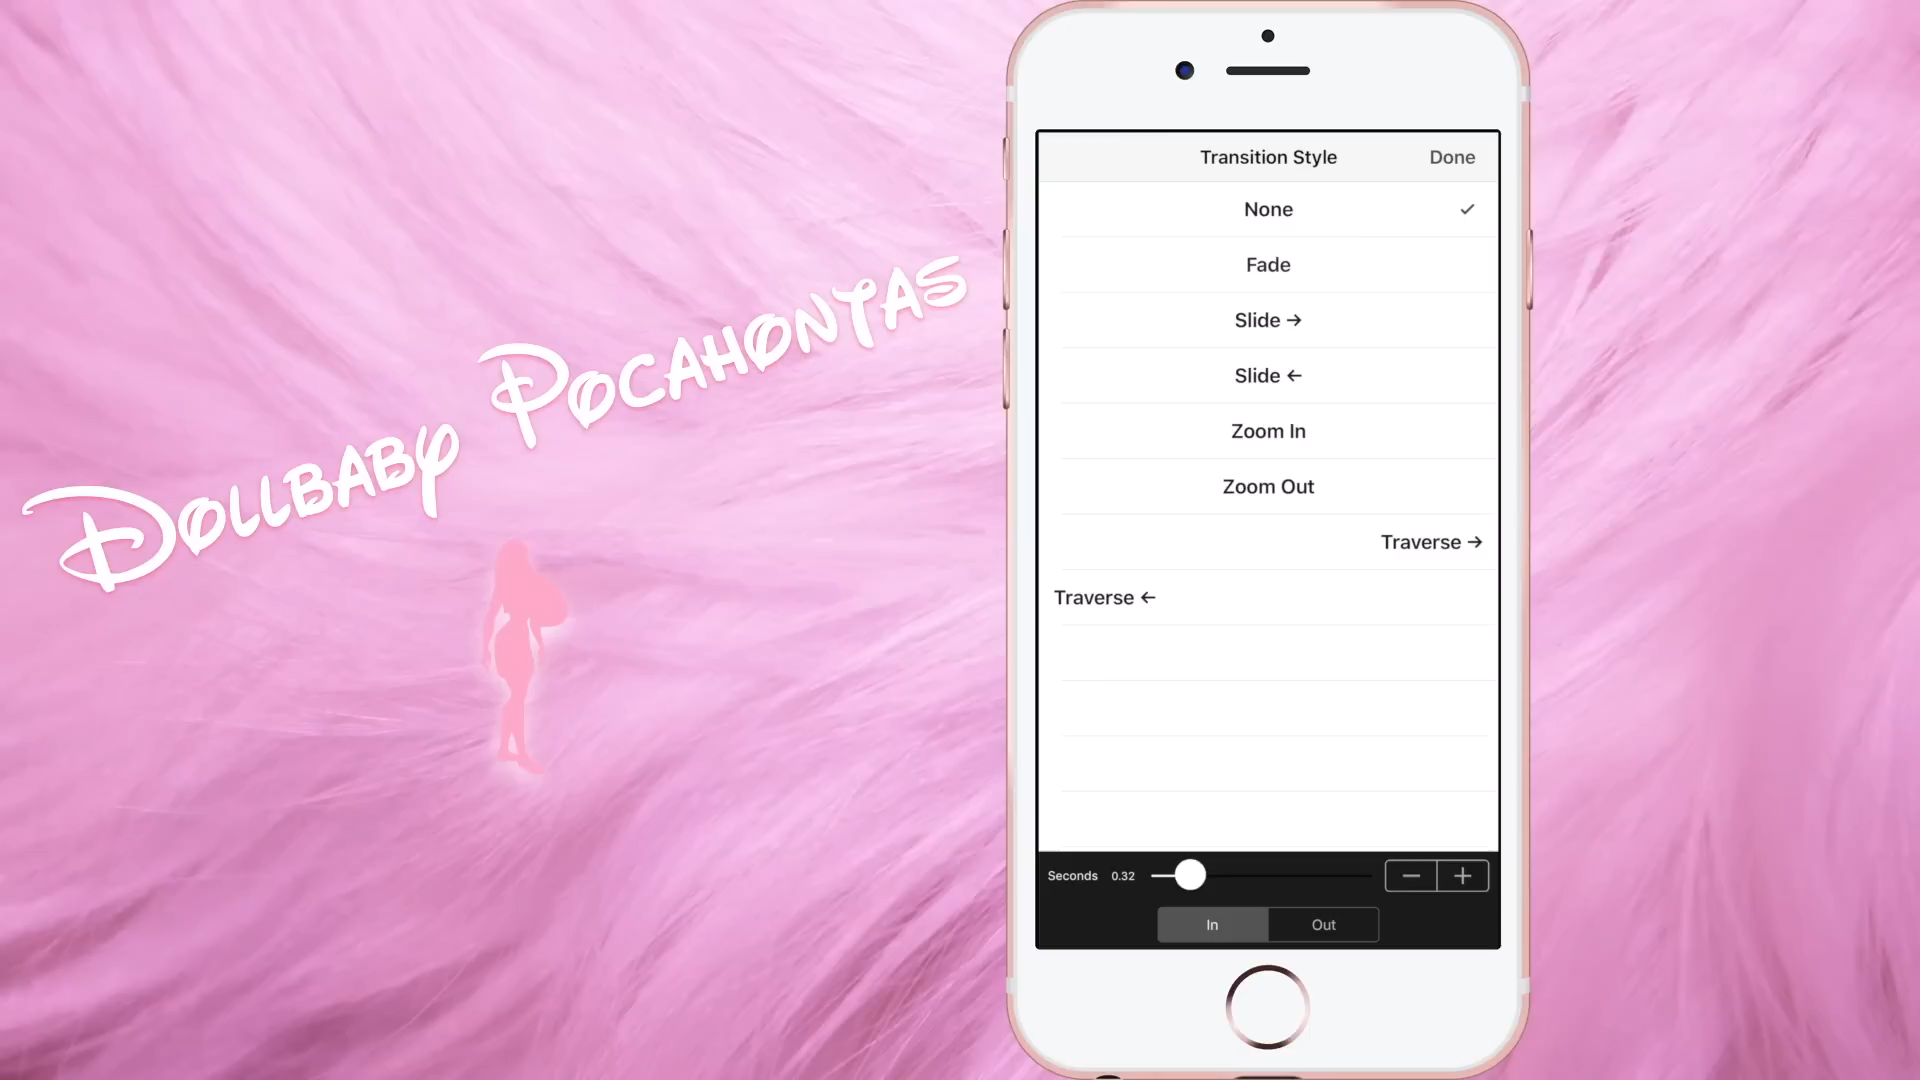 Dollbaby Pocahontas
Transition Style Done
None
Fade
Slide →
Slide ←
Zoom In
Zoom Out
Traverse →
Traverse ←
Seconds 0.32
In Out